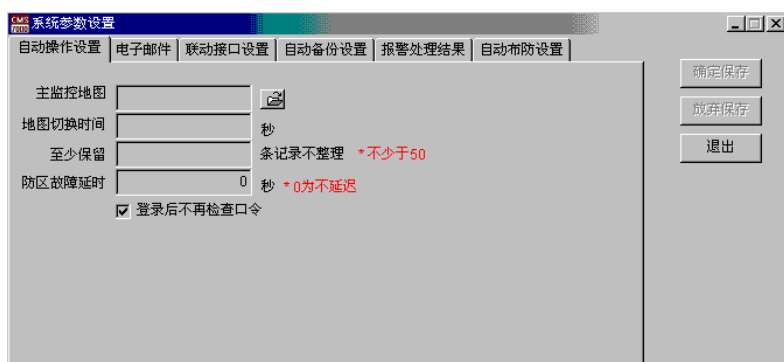 CMS 7000 系统参数设置
自动操作设置 电子邮件 联动接口设置 自动备份设置 报警处理结果 自动布防设置
确定保存
主监控地图
放弃保存
地图切换时间 秒
退出
至少保留 条记录不整理 *不少于50
防区故障延时 0 秒 *0为不延迟
登录后不再检查口令